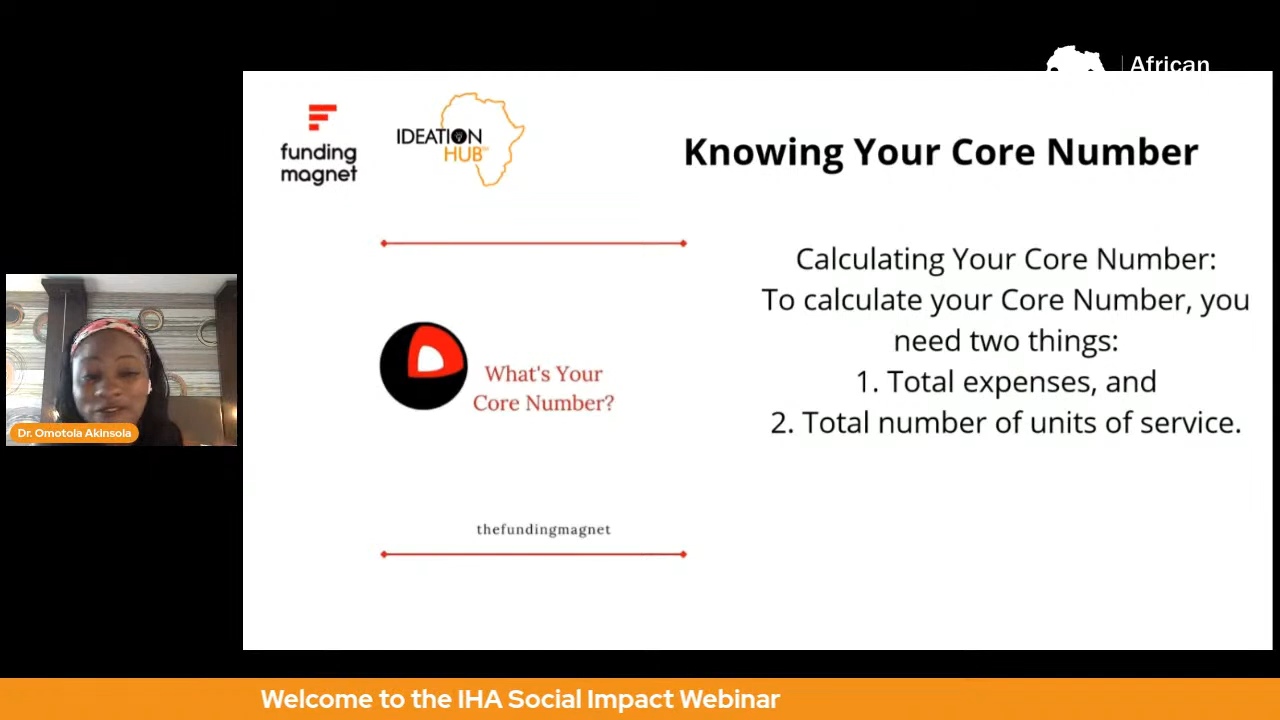 African
funding
magnet
IDEATION
HUB
Knowing Your Core Number
Calculating Your Core Number:
To calculate your Core Number, you
need two things:
1. Total expenses, and
2. Total number of units of service.
What's Your
Core Number?
thefundingmagnet
Dr. Omotola Akinsola
Welcome to the IHA Social Impact Webinar